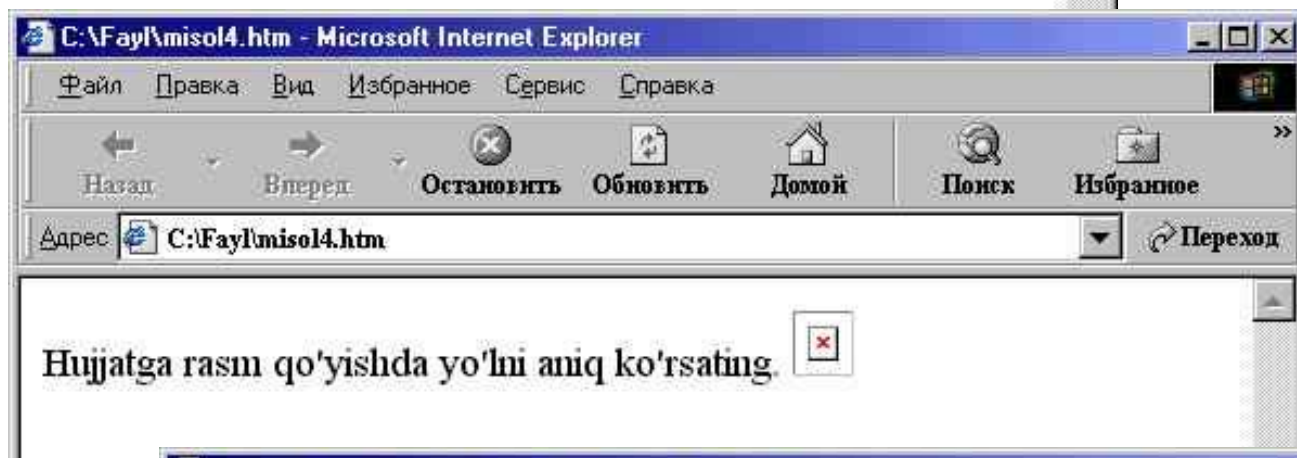 C:\Fayl\misol4.htm - Microsoft Internet Explorer
Файл Правка Вид Избранное Сервис Справка
Назад Вперед Остановить Обновить Домой Поиск Избранное »
Адрес C:\Fayl\misol4.htm Переход
Hujjatga rasm qo'yishda yo'lni aniq ko'rsating.